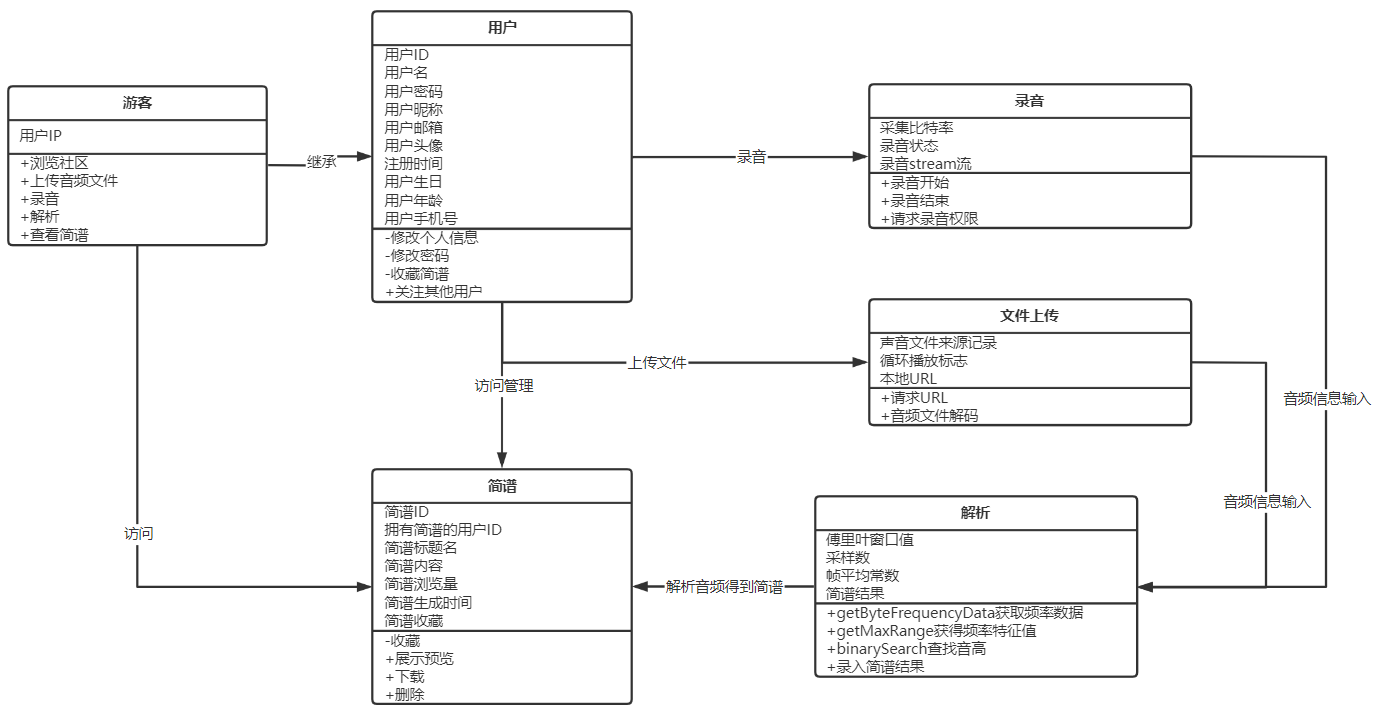 用户
用户ID
用户名
用户密码
用户昵称
用户邮箱
用户头像
注册时间
用户生日
用户年龄
用户手机号
-修改个人信息
-修改密码
-收藏简谱
+关注其他用户
游客
用户IP
+浏览社区
+上传音频文件
+录音
+解析
+查看简谱
继承
录音
录音
采集比特率
录音状态
录音stream流
+录音开始
+录音结束
+请求录音权限
文件上传
声音文件来源记录
循环播放标志
本地URL
+请求URL
+音频文件解码
上传文件
访问管理
音频信息输入
音频信息输入
访问
简谱
简谱ID
拥有简谱的用户ID
简谱标题名
简谱内容
简谱浏览量
简谱生成时间
简谱收藏
-收藏
+展示预览
+下载
+删除
解析音频得到简谱
解析
傅里叶窗口值
采样数
帧平均常数
简谱结果
+getByteFrequencyData获取频率数据
+getMaxRange获得频率特征值
+binarySearch查找音高
+录入简谱结果